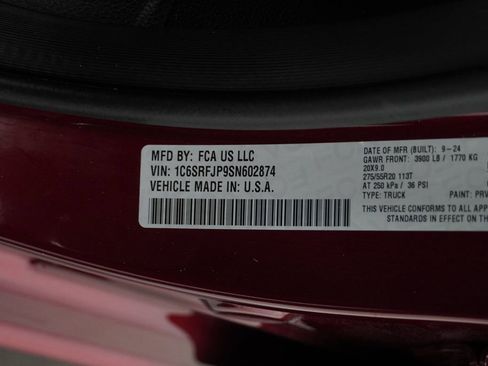 MFD BY: FCA US LLC
VIN: 1C6SRFJP9SN602874
VEHICLE MADE IN: U.S.A.
DATE OF MFR (BUILT): 9-24
GAWR FRONT: 3900 LB / 1770 KG
20X9.0
275/55R20 113T
AT 250 kPa / 36 PSI
TYPE: TRUCK PAINT: PRV
THIS VEHICLE CONFORMS TO ALL APP
STANDARDS IN EFFECT ON THE